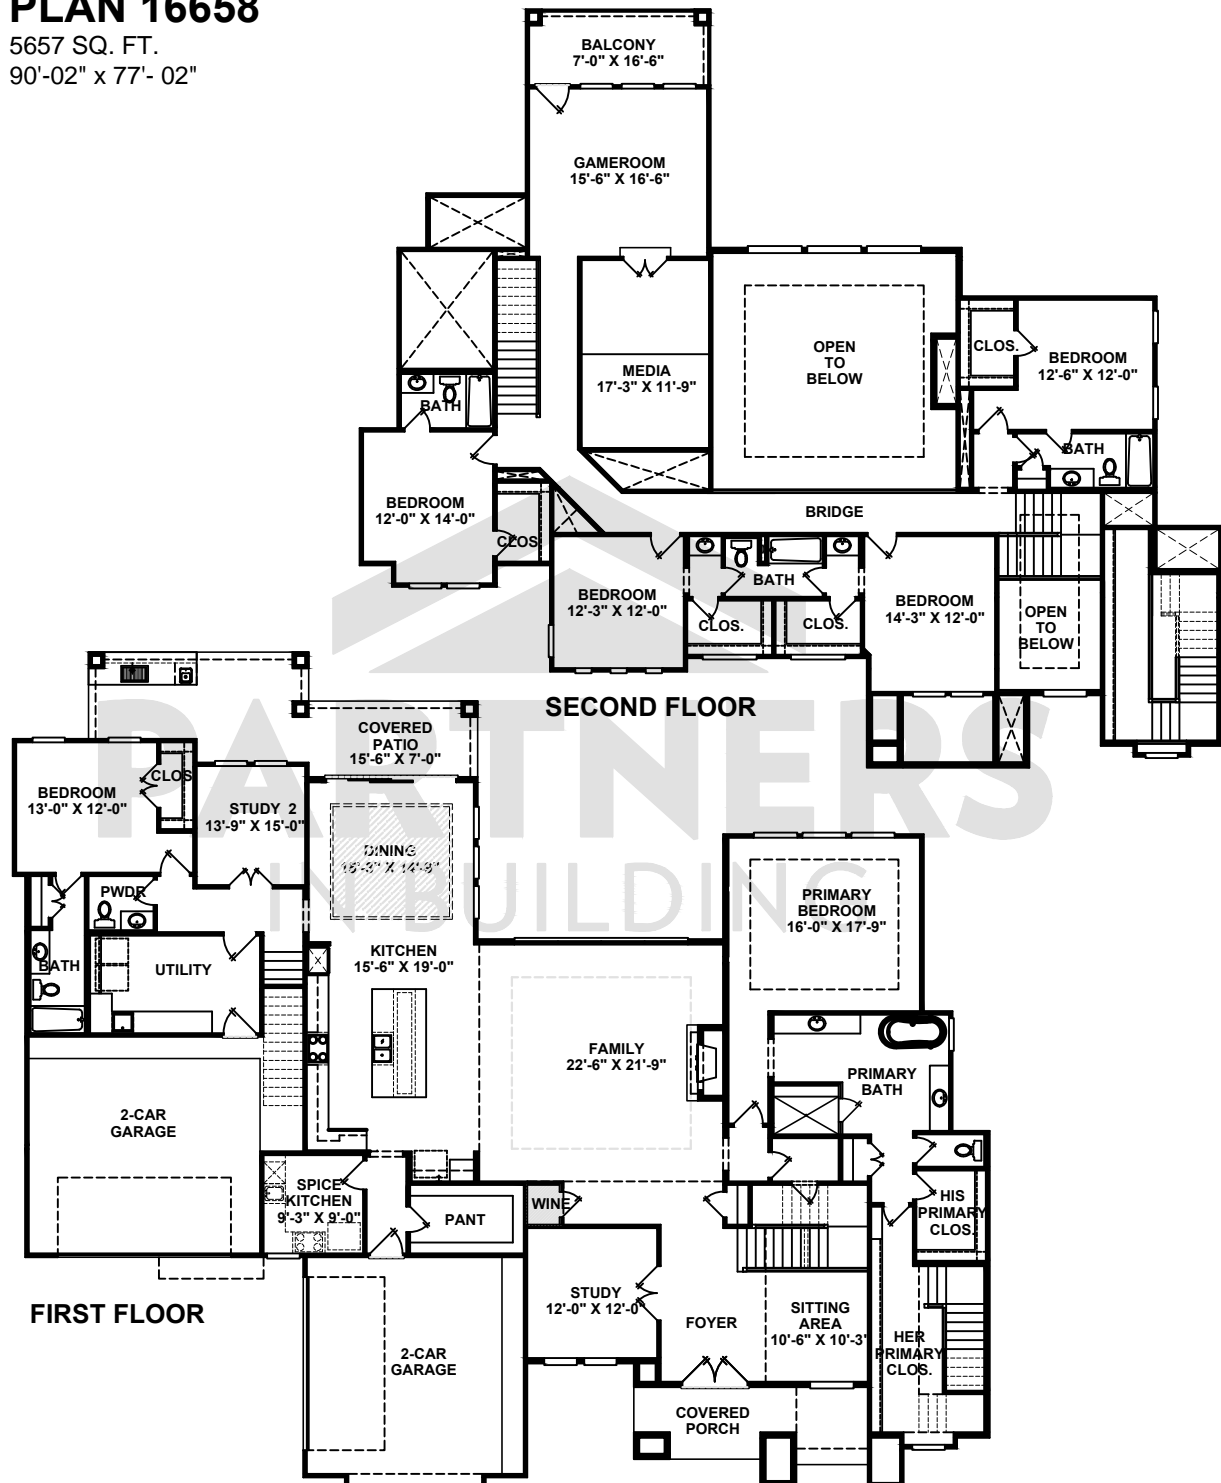 PLAN 16658
5657 SQ. FT.
90'-02" x 77'- 02"
BALCONY
7'-0" X 16'-6"
GAMEROOM
15'-6" X 16'-6"
MEDIA
17'-3" X 11'-9"
OPEN
TO
BELOW
CLOS.
BEDROOM
12'-6" X 12'-0"
BATH
BATH
BEDROOM
12'-0" X 14'-0"
CLOS.
BRIDGE
BEDROOM
12'-3" X 12'-0"
BATH
CLOS.
CLOS.
BEDROOM
14'-3" X 12'-0"
OPEN
TO
BELOW
SECOND FLOOR
PARTNERS
IN BUILDING
COVERED
PATIO
15'-6" X 7'-0"
BEDROOM
13'-0" X 12'-0"
CLOS
STUDY 2
13'-9" X 15'-0"
DINING
PWDR
BATH
UTILITY
KITCHEN
15'-6" X 19'-0"
PRIMARY
BEDROOM
16'-0" X 17'-9"
FAMILY
22'-6" X 21'-9"
PRIMARY
BATH
2-CAR
GARAGE
SPICE
KITCHEN
9'-3" X 9'-0"
PANT
WINE
HIS
PRIMARY
CLOS.
FIRST FLOOR
STUDY
12'-0" X 12'-0"
FOYER
SITTING
AREA
10'-6" X 10'-3"
HER
PRIMARY
CLOS.
2-CAR
GARAGE
COVERED
PORCH